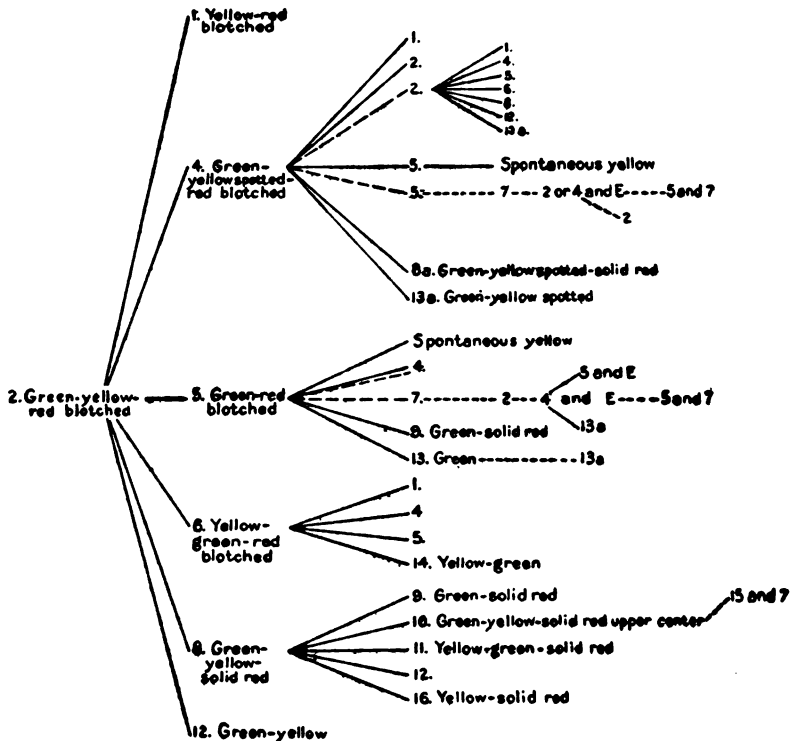 1. Yellow-red
blotched
1.
2.
2.
1.
4.
5.
6.
8.
12.
13a.
4. Green-
yellowspotted-
red blotched
5. Spontaneous yellow
5. 7 2 or 4 and E 5 and 7
2
8a. Green-yellowspotted-solid red
13a. Green-yellow spotted
2. Green-yellow-
red blotched
5. Green-red
blotched
Spontaneous yellow
4.
5 and E
7. 2 4 and E 5 and 7
13a
9. Green-solid red
13. Green 13a
6. Yellow-
green-red
blotched
1.
4
5.
14. Yellow-green
8. Green-
yellow-
solid red
9. Green-solid red
10. Green-yellow-solid red upper center
15 and 7
11. Yellow-green-solid red
12.
16. Yellow-solid red
12. Green-yellow